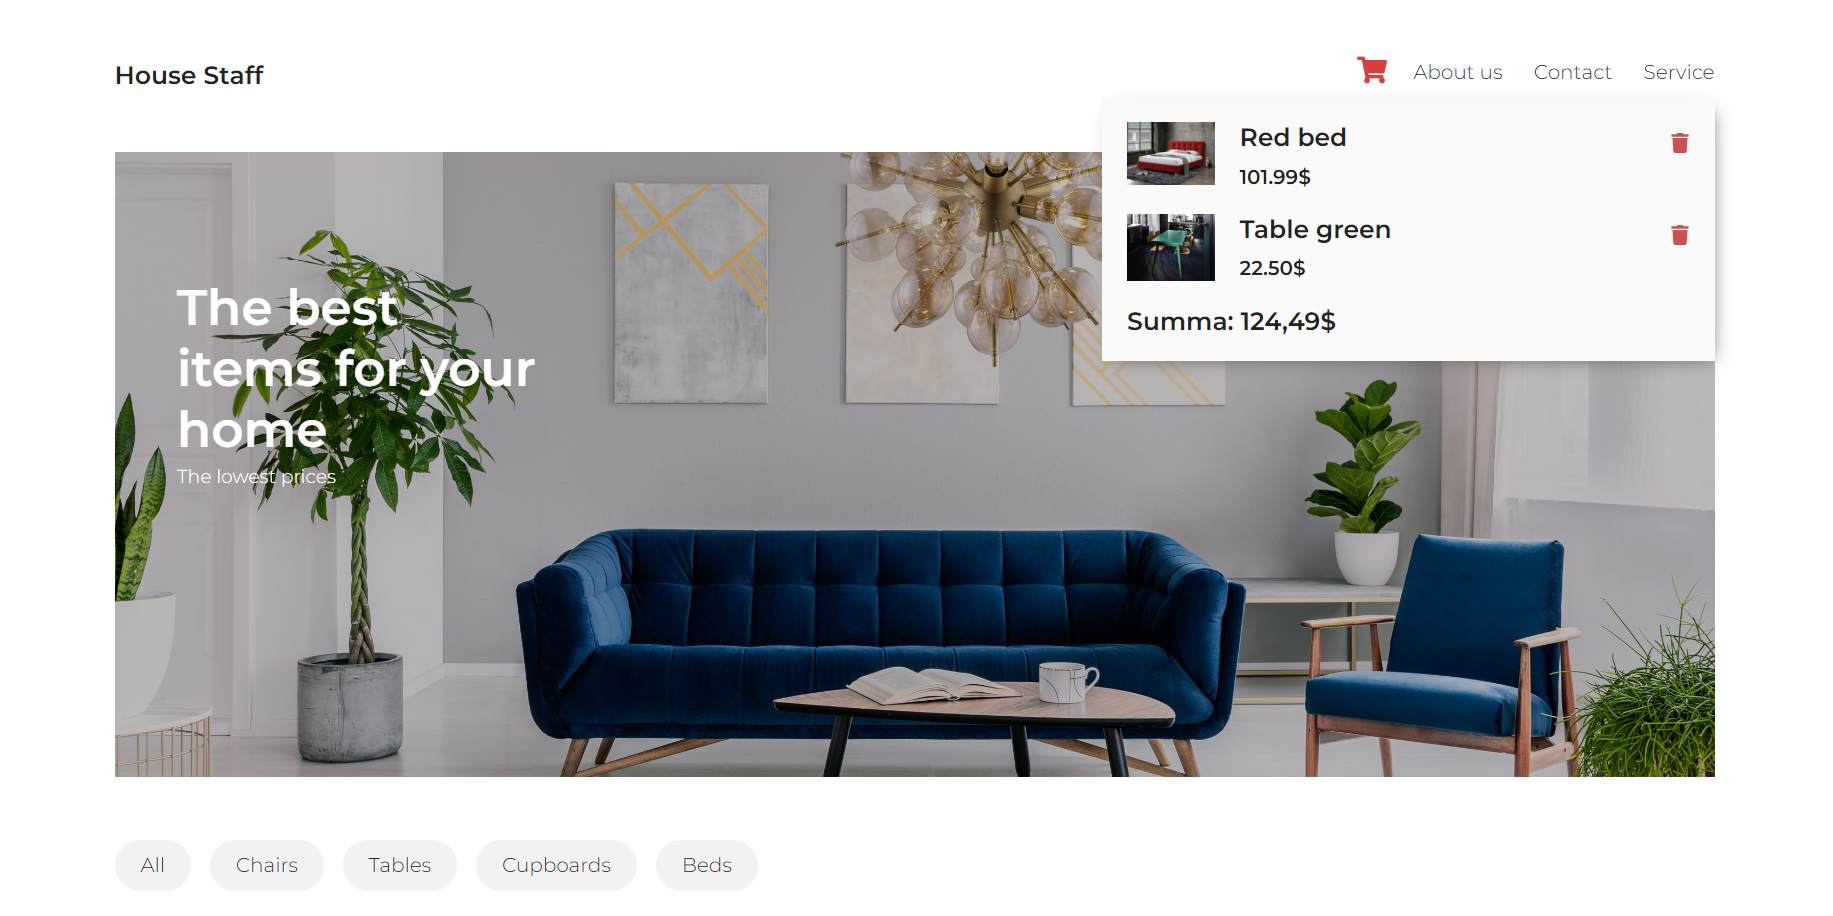 House Staff
About us
Contact
Service
Red bed
101.99$
Table green
22.50$
Summa: 124,49$
The best
items for your
home
The lowest prices
All
Chairs
Tables
Cupboards
Beds